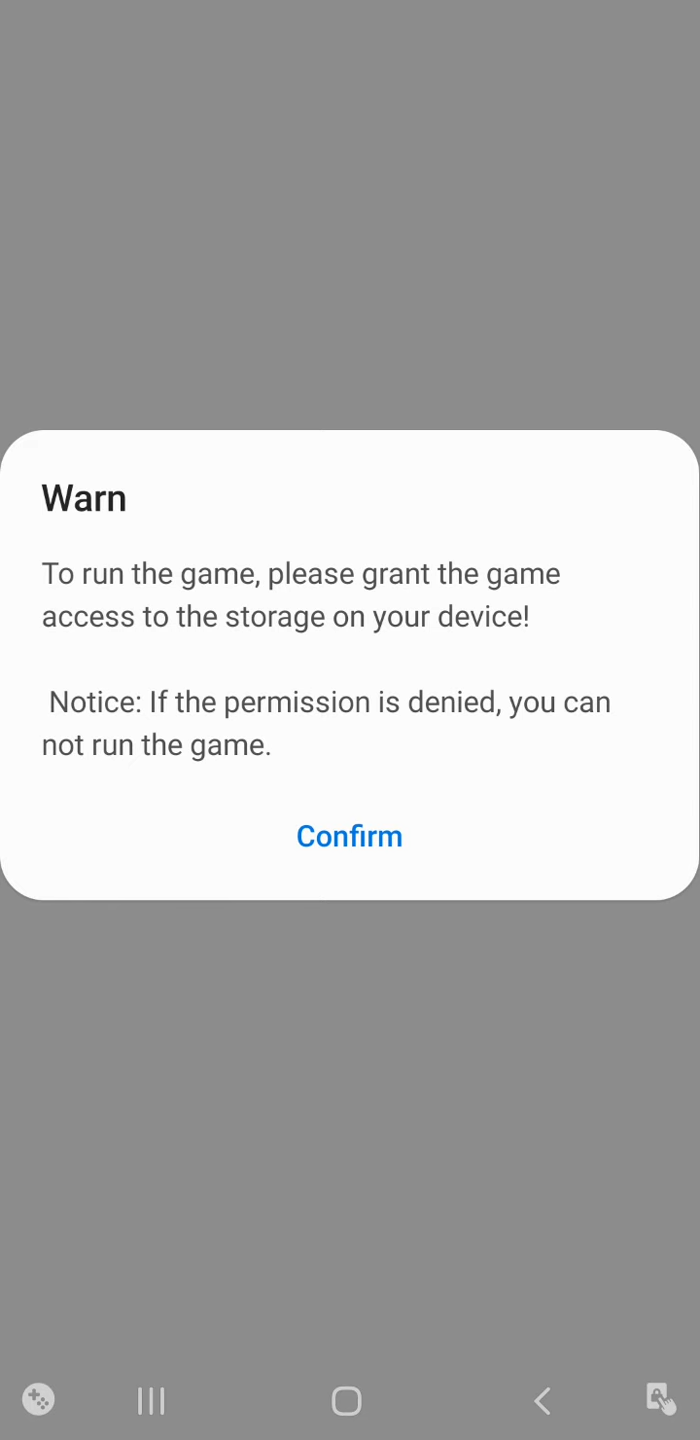 Warn
To run the game, please grant the game
access to the storage on your device!
Notice: If the permission is denied, you can
not run the game.
Confirm